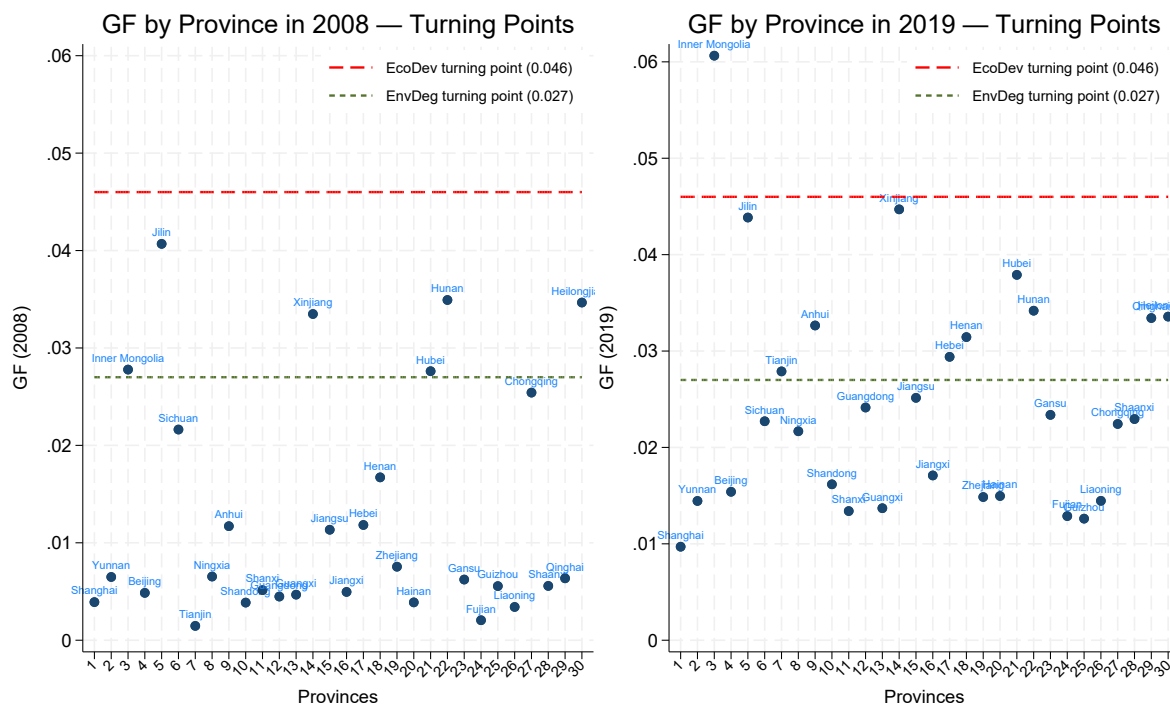 GF by Province in 2008 — Turning Points
EcoDev turning point (0.046)
EnvDeg turning point (0.027)
GF (2008)
.06
.05
.04
.03
.02
.01
0
Jilin
Xinjiang
Hunan
Heilongji
Inner Mongolia
Hubei
Chongqing
Sichuan
Henan
Anhui
Jiangsu
Hebei
Zhejiang
Yunnan
Ningxia
Gansu
Guizhou
Qinghai
Shanghai
Beijing
Shandong
Shanxi
Guangdong
Guangxi
Jiangxi
Hainan
Shaanxi
Liaoning
Tianjin
Fujian
1 2 3 4 5 6 7 8 9 10 11 12 13 14 15 16 17 18 19 20 21 22 23 24 25 26 27 28 29 30
Provinces
GF by Province in 2019 — Turning Points
EcoDev turning point (0.046)
EnvDeg turning point (0.027)
GF (2019)
.06
.05
.04
.03
.02
.01
0
Inner Mongolia
Xinjiang
Jilin
Hubei
Hunan
Anhui
Henan
Qinghai
Hebei
Tianjin
Jiangsu
Guangdong
Gansu
Sichuan
Ningxia
Chongqing
Shaanxi
Jiangxi
Shandong
Beijing
Yunnan
Zhejiang
Hainan
Liaoning
Shanxi
Guangxi
Fujian
Guizhou
Shanghai
1 2 3 4 5 6 7 8 9 10 11 12 13 14 15 16 17 18 19 20 21 22 23 24 25 26 27 28 29 30
Provinces